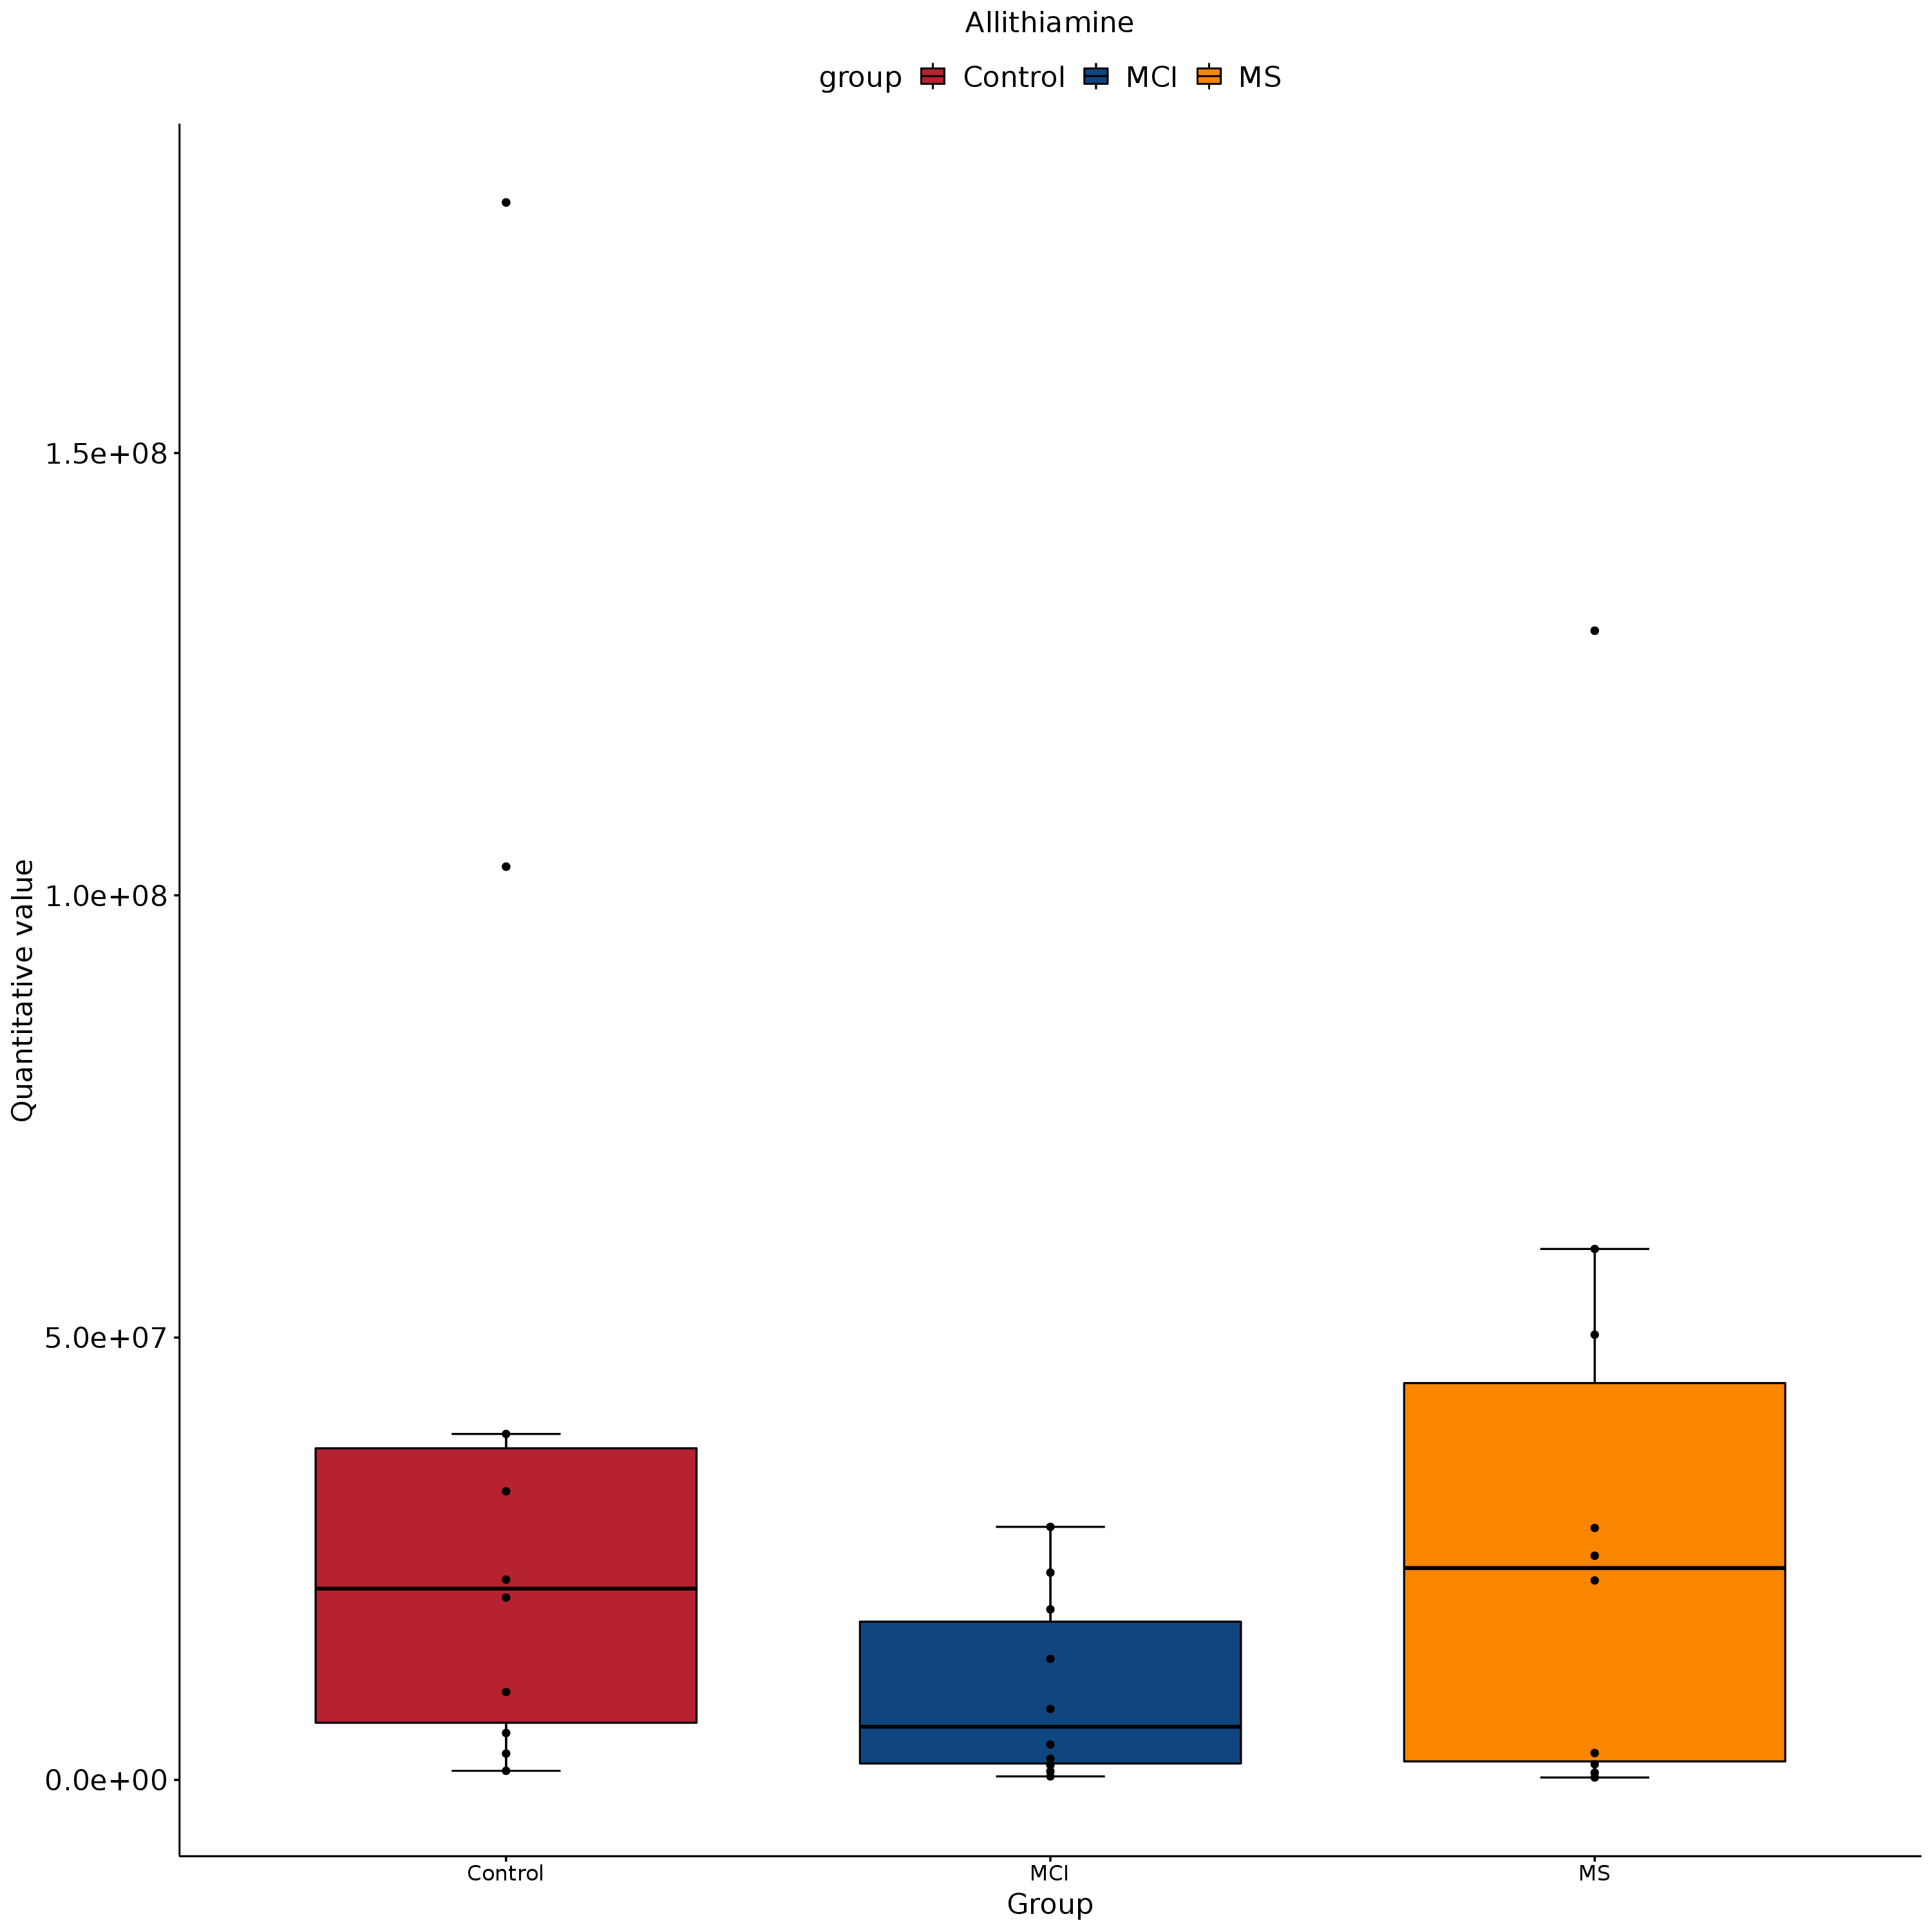 Allithiamine
group Control MCI MS
Quantitative value
1.5e+08
1.0e+08
5.0e+07
0.0e+00
Control MCI MS
Group